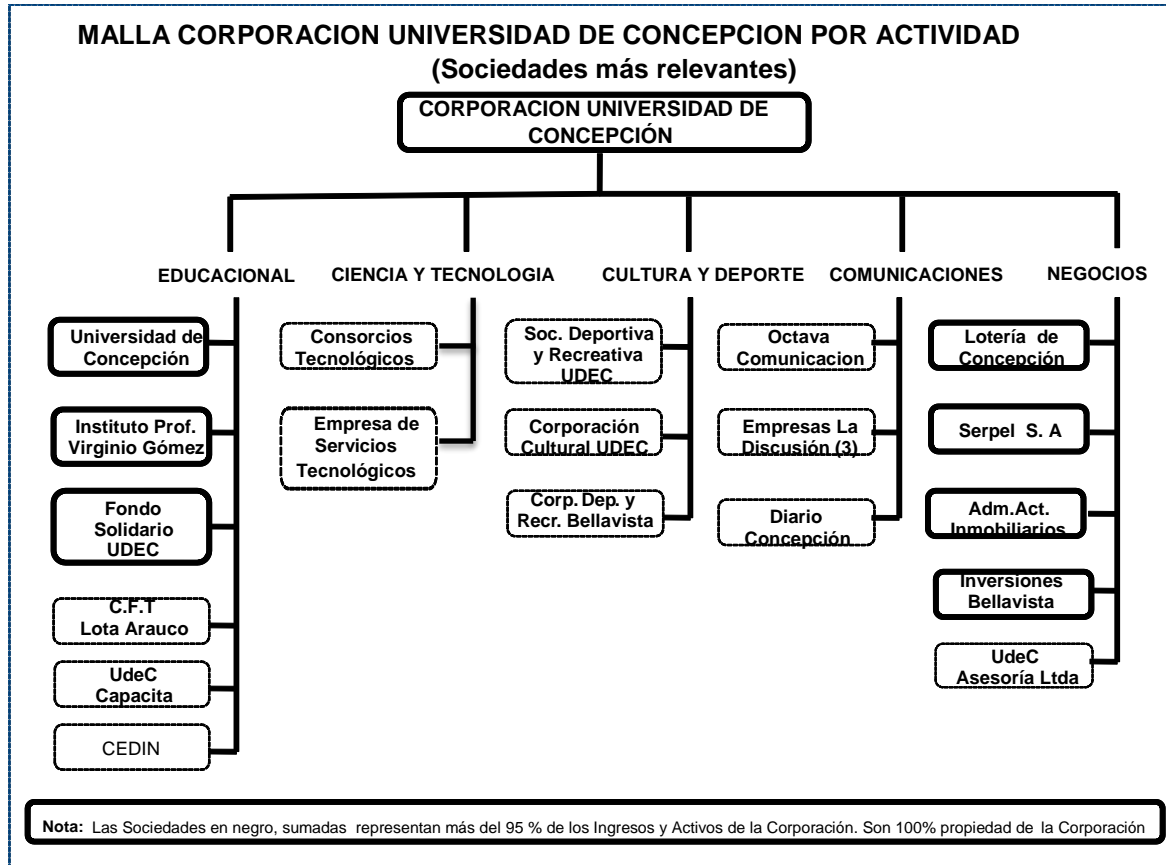 MALLA CORPORACION UNIVERSIDAD DE CONCEPCION POR ACTIVIDAD
(Sociedades más relevantes)
CORPORACION UNIVERSIDAD DE
CONCEPCIÓN
EDUCACIONAL
Universidad de
Concepción
Instituto Prof.
Virginio Gómez
Fondo
Solidario
UDEC
C.F.T
Lota Arauco
UdeC
Capacita
CEDIN
CIENCIA Y TECNOLOGIA
Consorcios
Tecnológicos
Empresa de
Servicios
Tecnológicos
CULTURA Y DEPORTE
Soc. Deportiva
y Recreativa
UDEC
Corporación
Cultural UDEC
Corp. Dep. y
Recr. Bellavista
COMUNICACIONES
Octava
Comunicacion
Empresas La
Discusión (3)
Diario
Concepción
NEGOCIOS
Lotería de
Concepción
Serpel S. A
Adm.Act.
Inmobiliarios
Inversiones
Bellavista
UdeC
Asesoría Ltda
Nota: Las Sociedades en negro, sumadas representan más del 95 % de los Ingresos y Activos de la Corporación. Son 100% propiedad de la Corporación